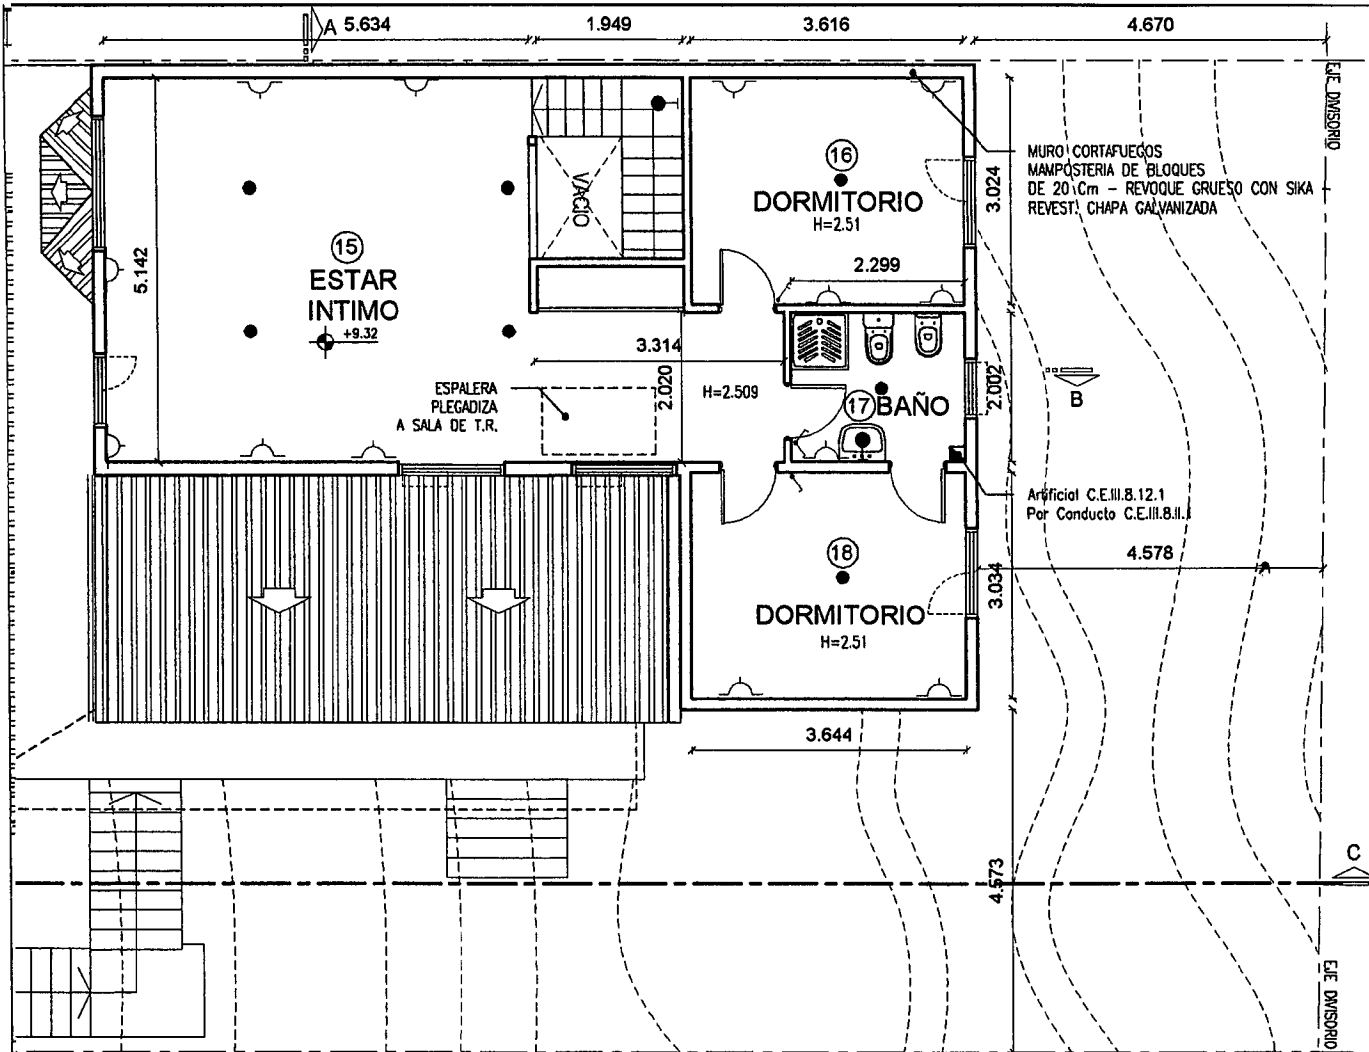 A
5.634
1.949
3.616
4.670
EJE DIVISORIO
MURO CORTAFUEGOS
MAMPOSTERIA DE BLOQUES
DE 20 Cm – REVOQUE GRUESO CON SIKA –
REVEST. CHAPA GALVANIZADA
16
DORMITORIO
H=2.51
3.024
VACIO
5.142
15
ESTAR
INTIMO
+9.32
2.299
3.314
2.020
H=2.509
ESPALERA
PLEGADIZA
A SALA DE T.R.
17
BAÑO
2.002
B
Artificial C.E.III.8.12.1
Por Conducto C.E.III.8.II.1
4.578
18
DORMITORIO
H=2.51
3.034
3.644
4.573
C
EJE DIVISORIO